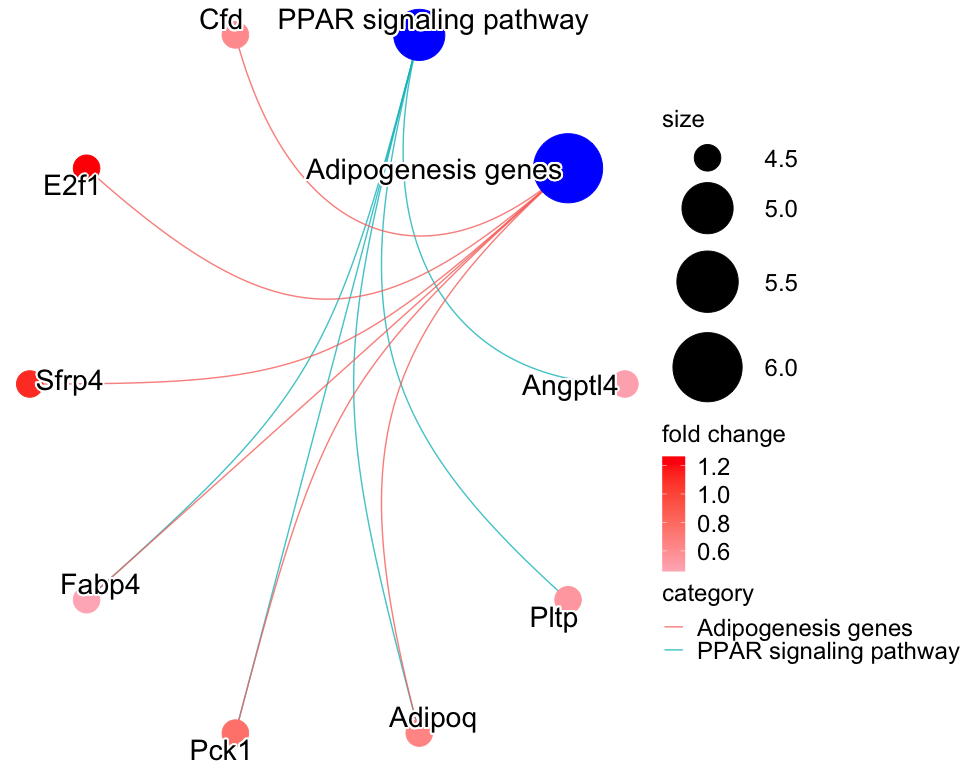 Cfd
PPAR signaling pathway
Adipogenesis genes
E2f1
Sfrp4
Angptl4
Fabp4
Pltp
Adipoq
Pck1
size
4.5
5.0
5.5
6.0
fold change
1.2
1.0
0.8
0.6
category
Adipogenesis genes
PPAR signaling pathway